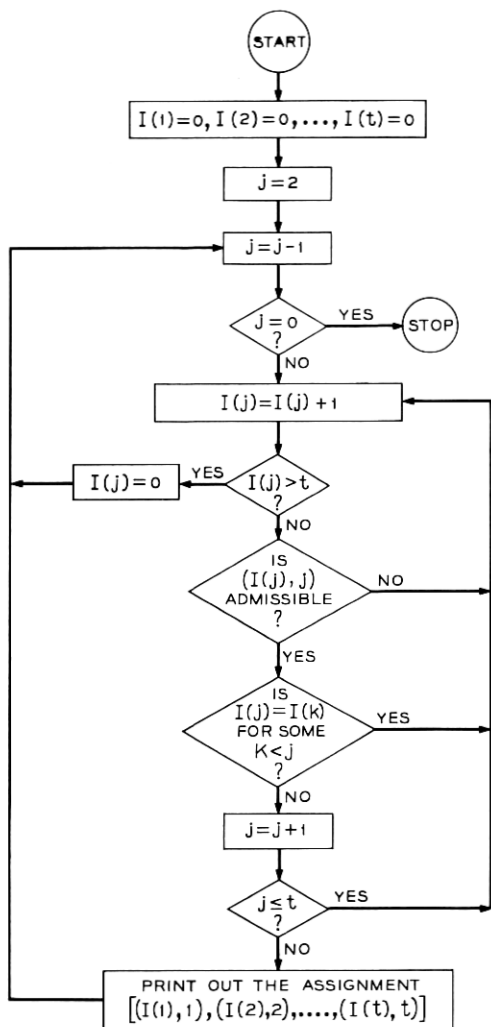 START
I(1)=0, I(2)=0,..., I(t)=0
j=2
j=j-1
j=0
?
YES
STOP
NO
I(j)=I(j)+1
I(j)>t
?
YES
I(j)=0
NO
IS
(I(j),j)
ADMISSIBLE
?
NO
YES
IS
I(j)=I(k)
FOR SOME
K<j
?
YES
NO
j=j+1
j≤t
?
YES
NO
PRINT OUT THE ASSIGNMENT
[(I(1),1),(I(2),2),....,(I(t),t)]